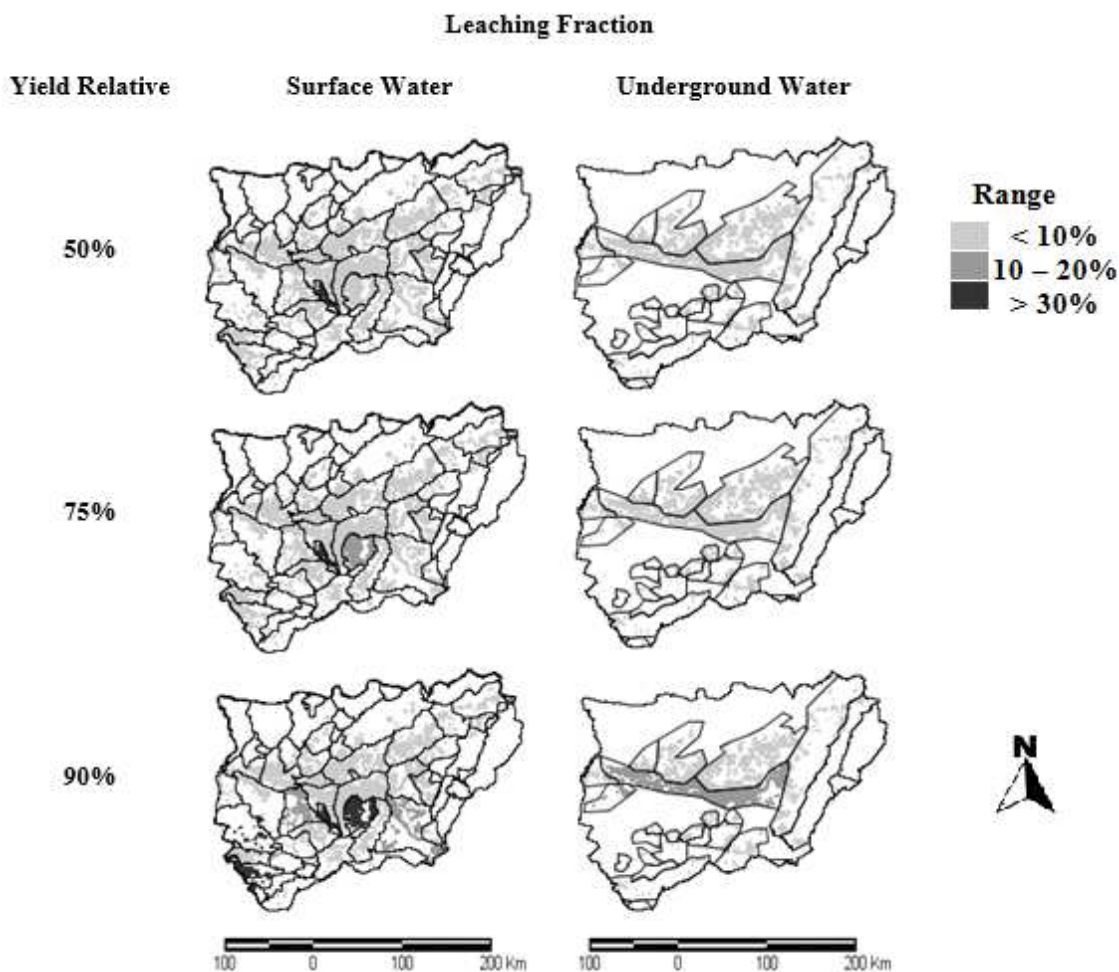 Leaching Fraction
Yield Relative Surface Water Underground Water
Range
< 10%
50%
10 – 20%
> 30%
75%
N
90%
100 0 100 200 Km
100 0 100 200 Km